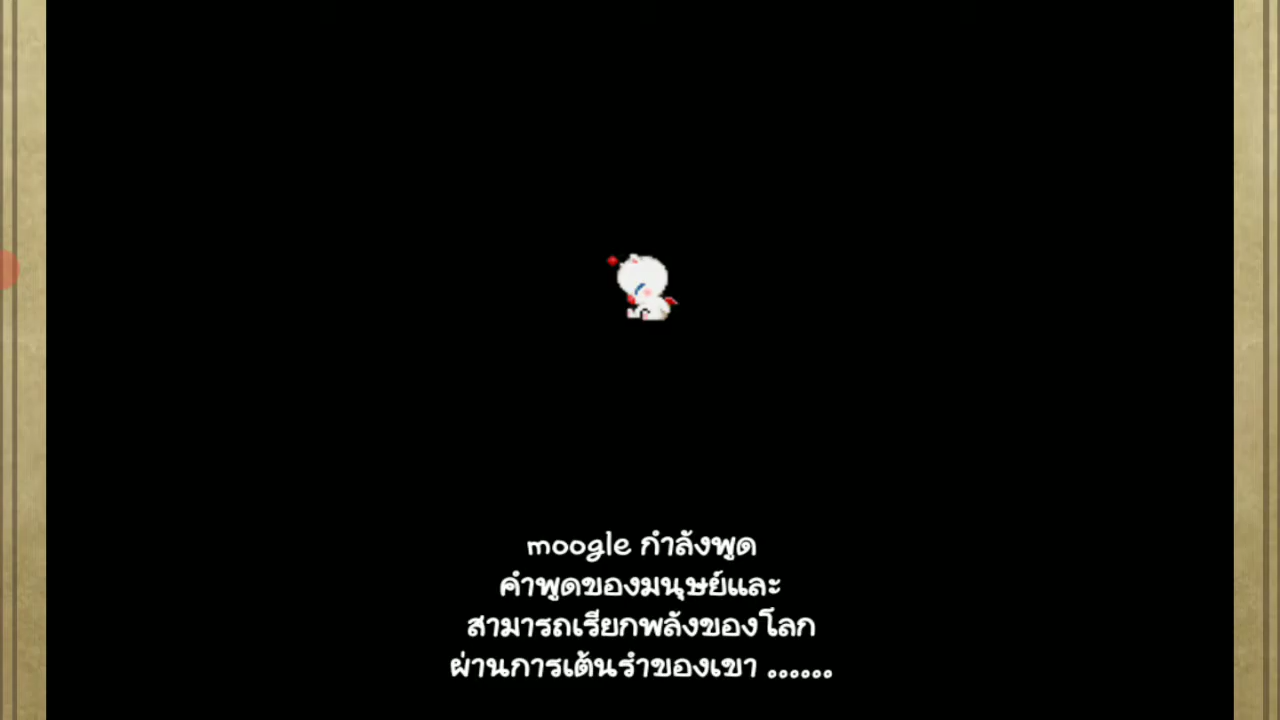 moogle กำลังพูด
คำพูดของมนุษย์และ
สามารถเรียกพลังของโลก
ผ่านการเต้นรำของเขา ......